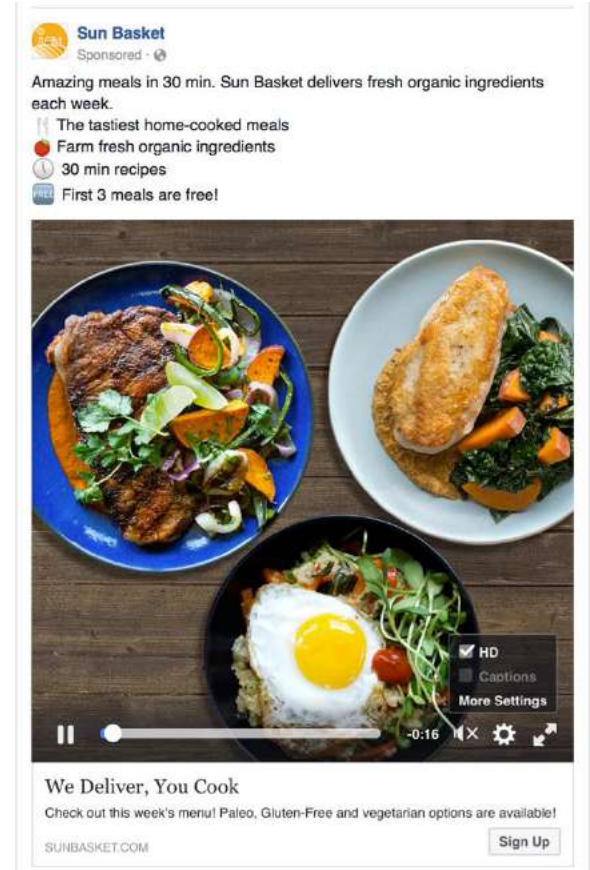 Sun Basket
Sponsored ·
Amazing meals in 30 min. Sun Basket delivers fresh organic ingredients
each week.
The tastiest home-cooked meals
Farm fresh organic ingredients
30 min recipes
FREE First 3 meals are free!
HD
Captions
More Settings
-0:16
We Deliver, You Cook
Check out this week's menu! Paleo, Gluten-Free and vegetarian options are available!
SUNBASKET.COM
Sign Up